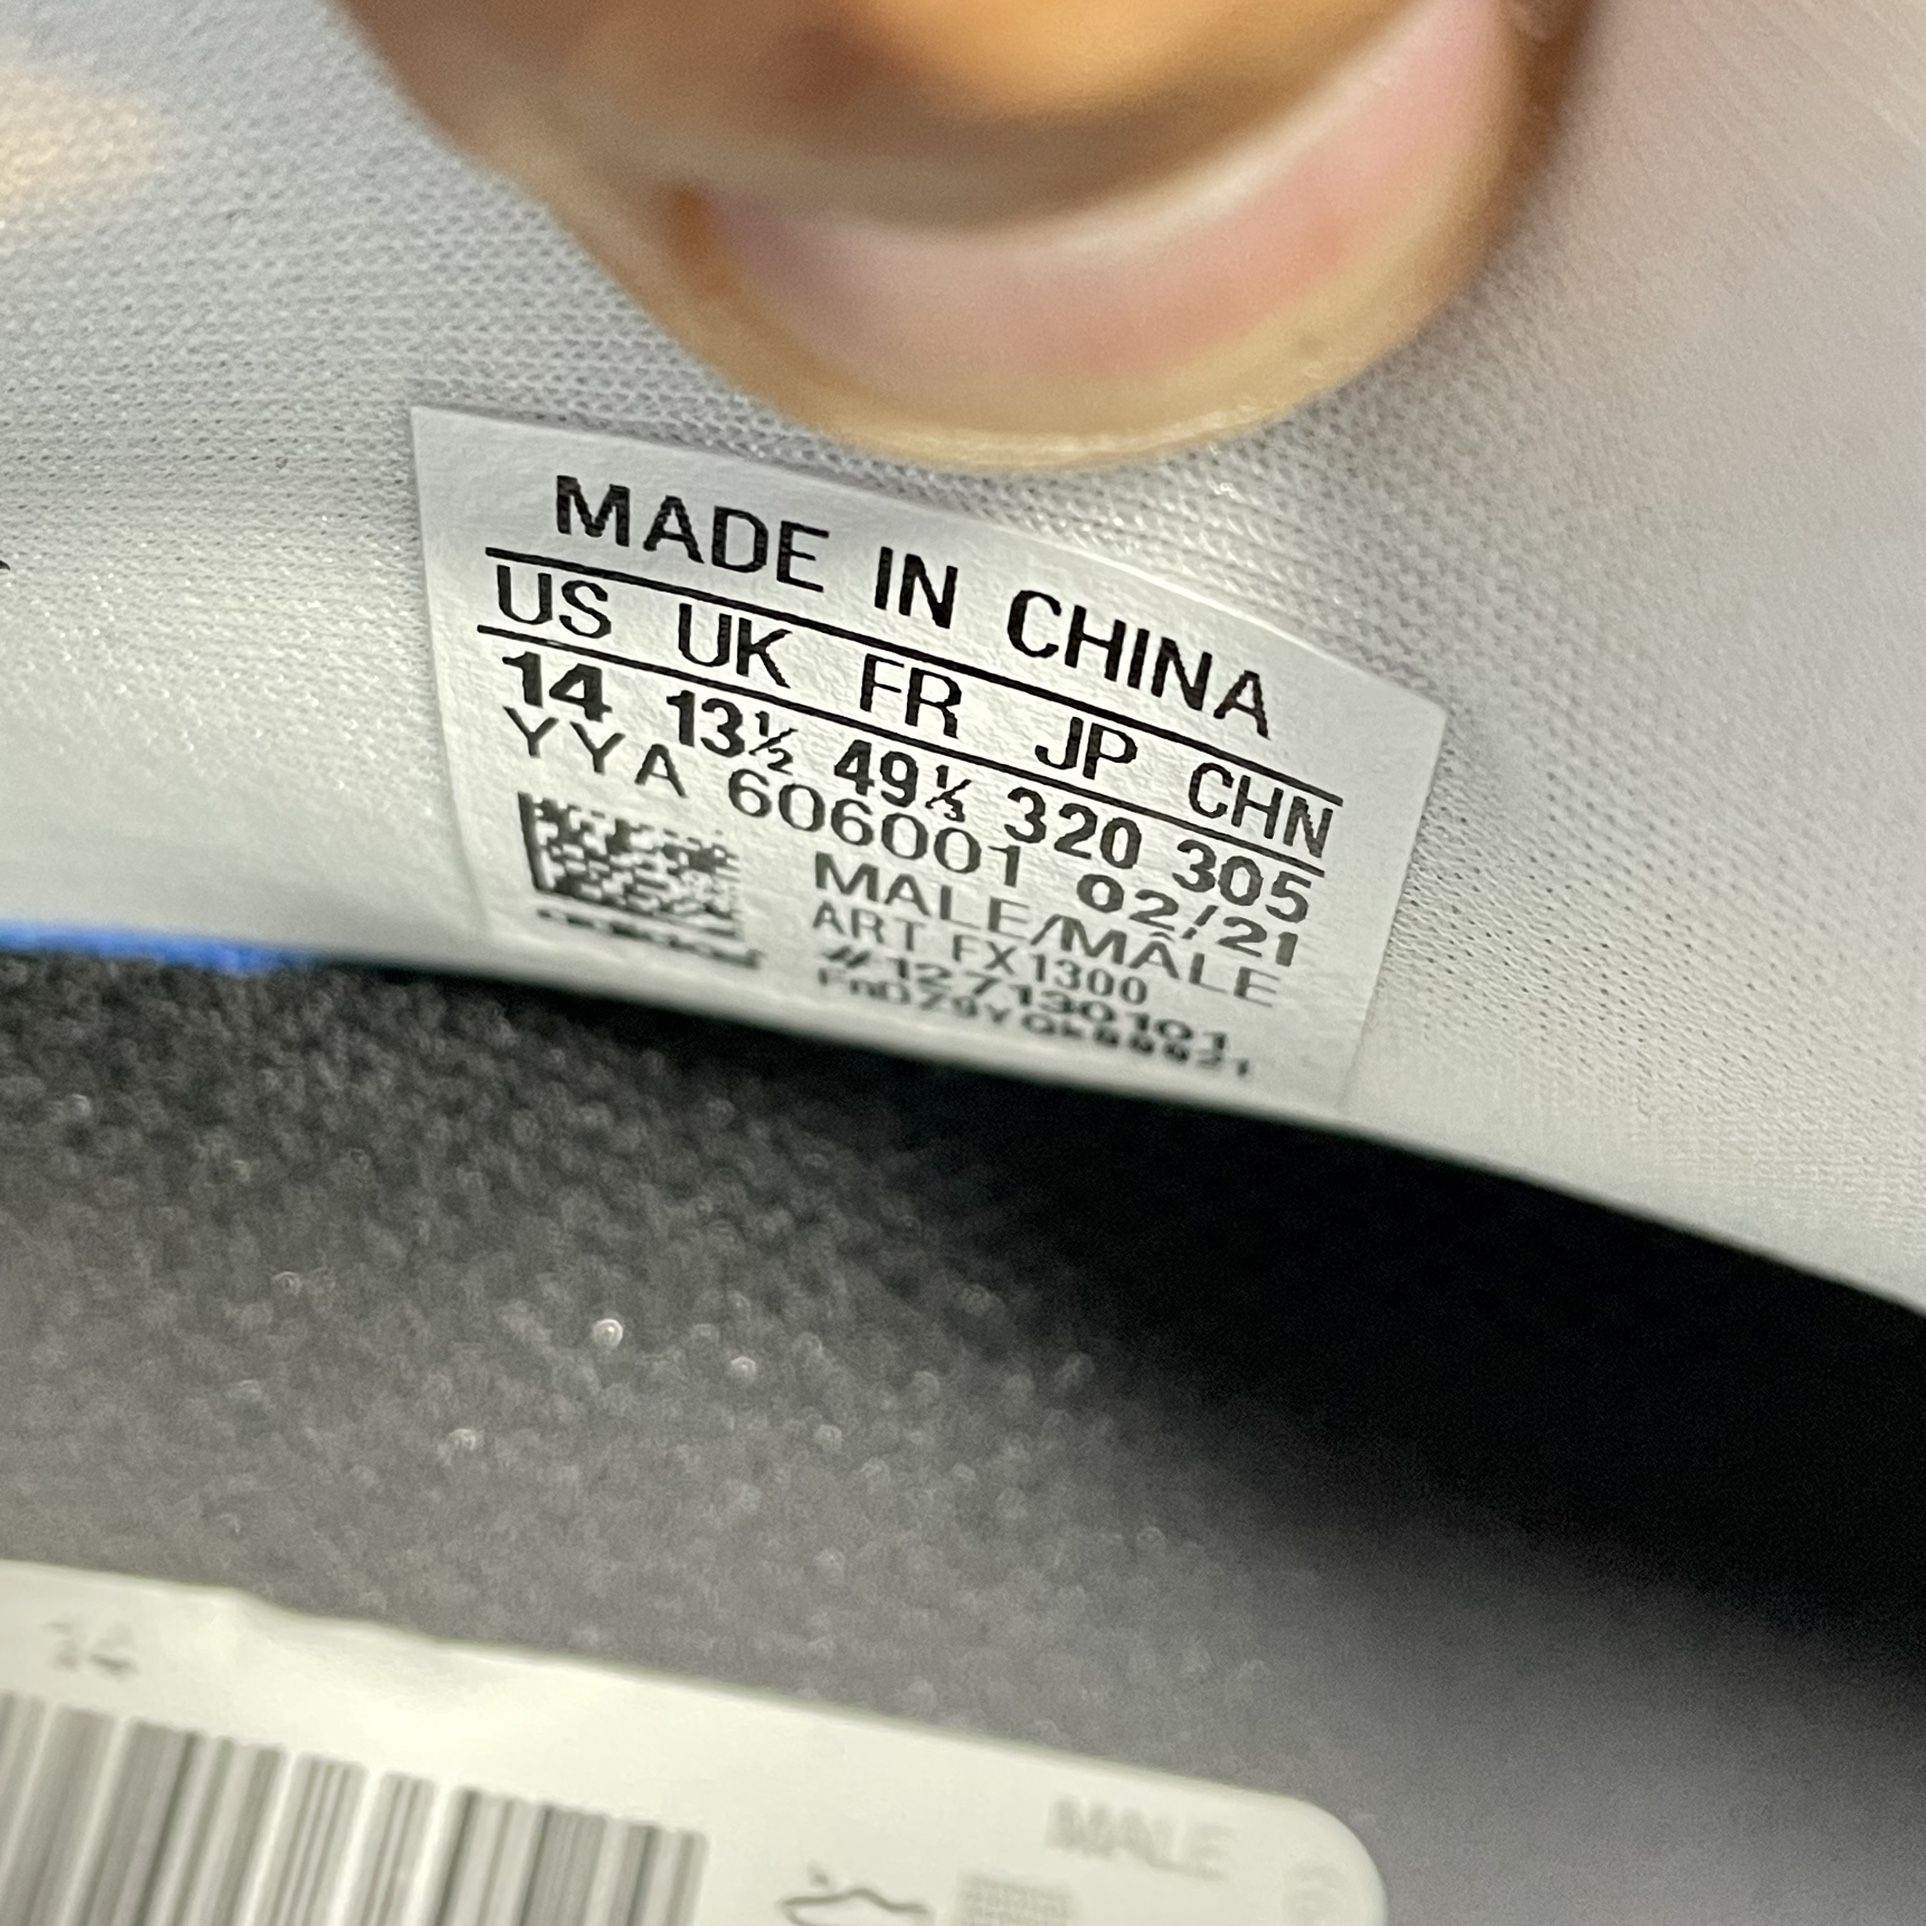 MADE IN CHINA
US UK FR JP CHN
14 13½ 49⅓ 320 305
YYA 606001 02/21
MALE/MÂLE
ART FX1300
#127130101
14
MALE